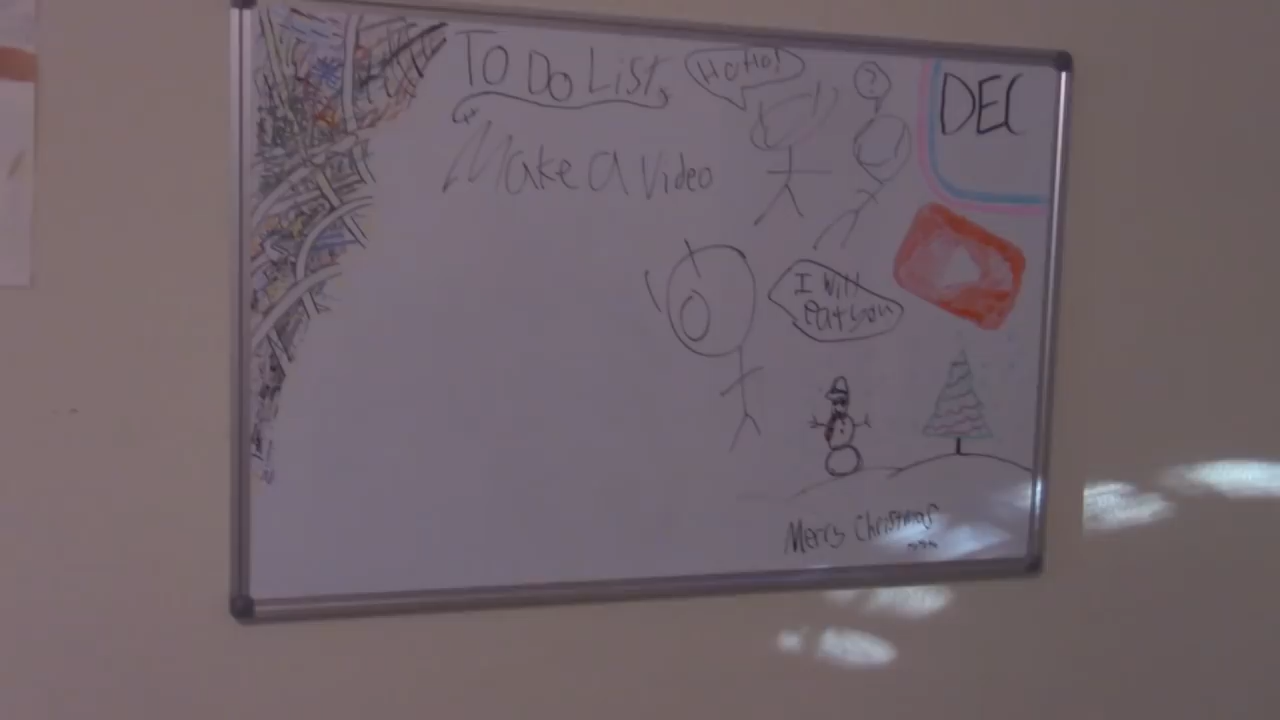 TO DO LIST
HoHo!
?
DEC
Make a Video
I Will
eat you
Merry Christmas